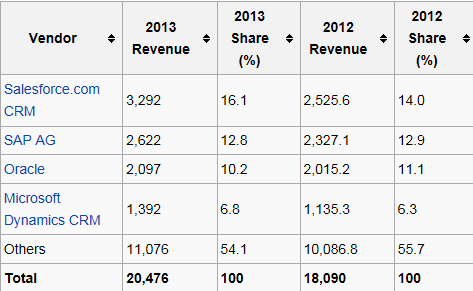 Vendor 2013 Revenue 2013 Share (%) 2012 Revenue 2012 Share (%)
Salesforce.com CRM 3,292 16.1 2,525.6 14.0
SAP AG 2,622 12.8 2,327.1 12.9
Oracle 2,097 10.2 2,015.2 11.1
Microsoft Dynamics CRM 1,392 6.8 1,135.3 6.3
Others 11,076 54.1 10,086.8 55.7
Total 20,476 100 18,090 100